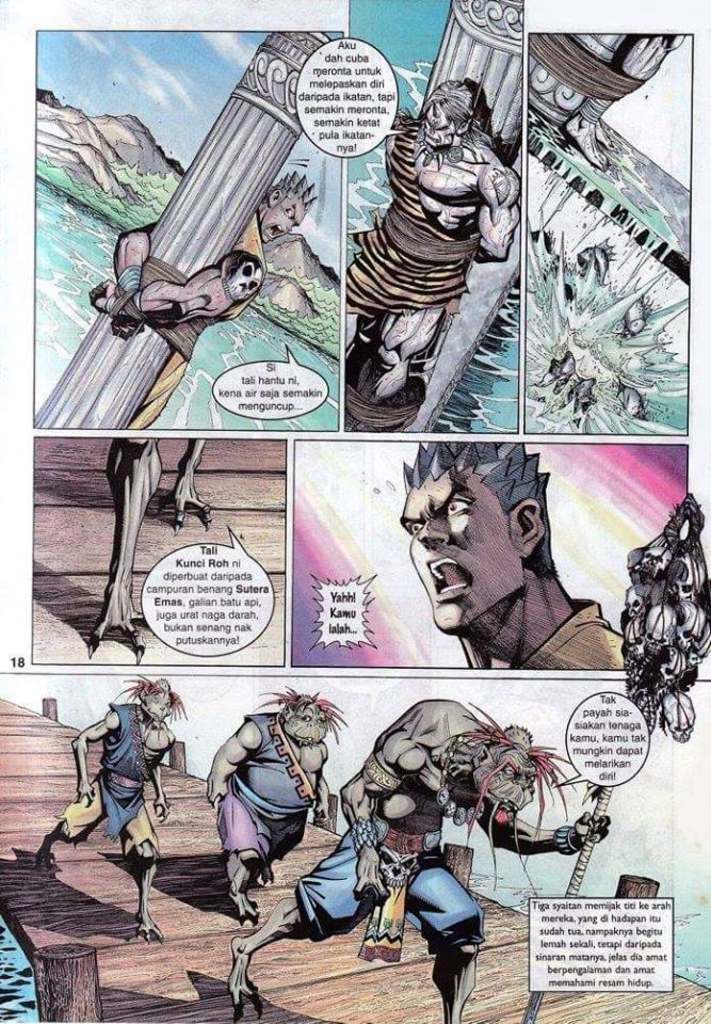 Aku
dah cuba
meronta untuk
melepaskan diri
daripada ikatan, tapi
semakin meronta,
semakin ketat
pula ikatan-
nya!
Si
tali hantu ni,
kena air saja semakin
menguncup...
Tali
Kunci Roh ni
diperbuat daripada
campuran benang Sutera
Emas, galian batu api,
juga urat naga darah,
bukan senang nak
putuskannya!
Yahh!
Kamu
ialah...
18
Tak
payah sia-
siakan tenaga
kamu, kamu tak
mungkin dapat
melarikan
diri!
Tiga syaitan memijak titi ke arah
mereka, yang di hadapan itu
sudah tua, nampaknya begitu
lemah sekali, tetapi daripada
sinaran matanya, jelas dia amat
berpengalaman dan amat
memahami resam hidup.